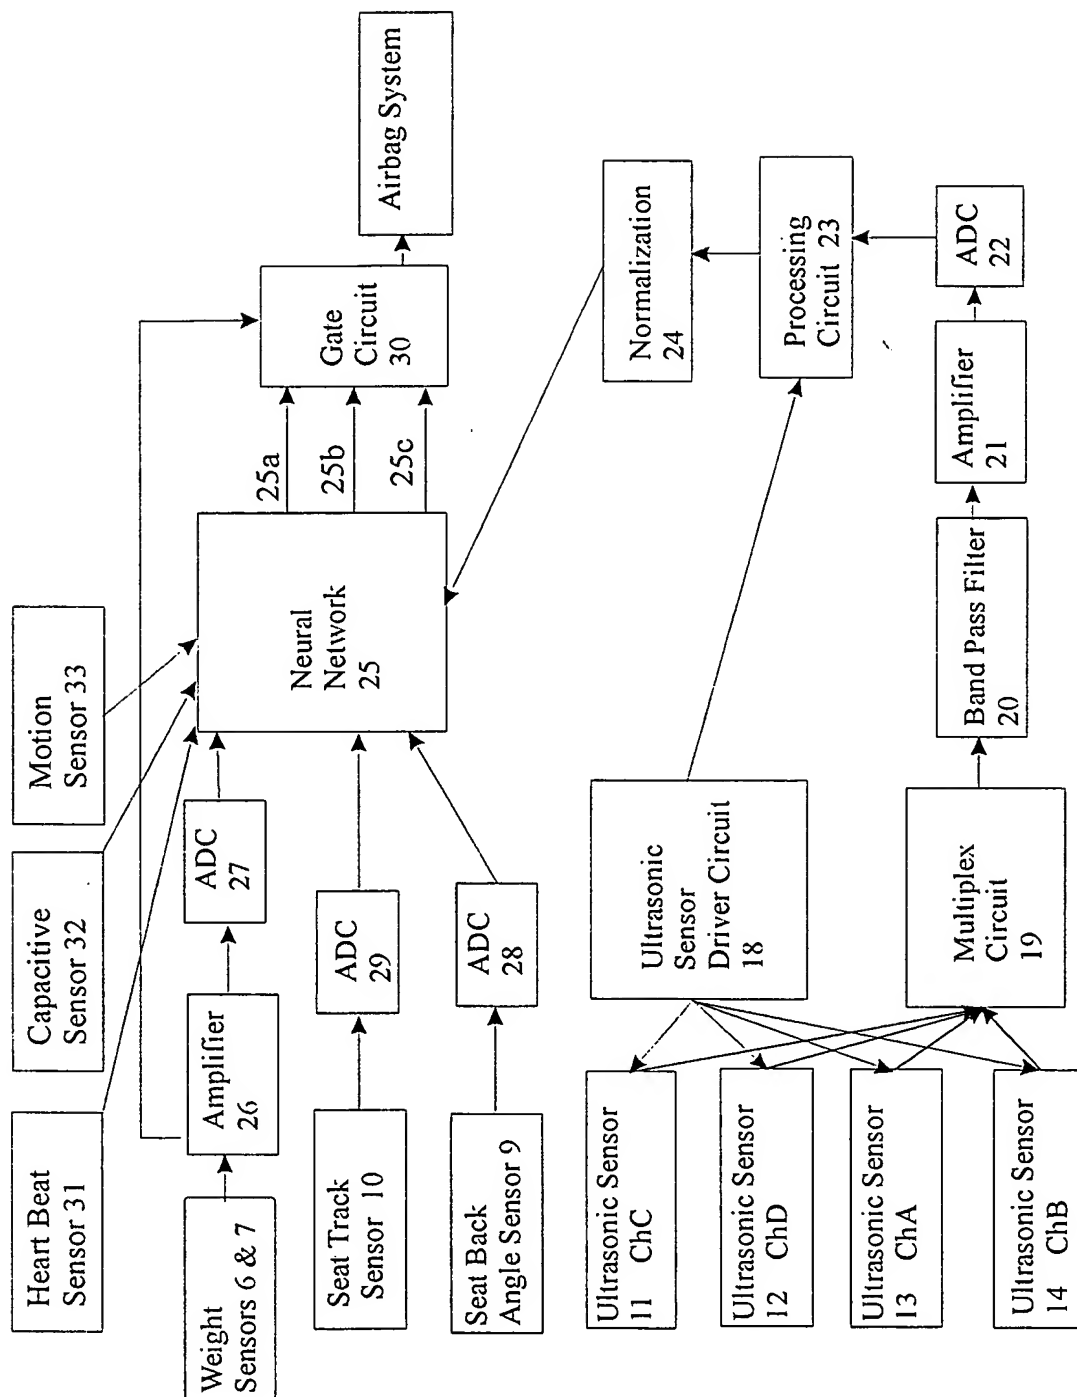 Heart Beat
Sensor 31
Capacitive
Sensor 32
Motion
Sensor 33
Weight
Sensors 6 & 7
Amplifier
26
ADC
27
Seat Track
Sensor 10
ADC
29
Seat Back
Angle Sensor 9
ADC
28
Neural
Network
25
25a
25b
25c
Gate
Circuit
30
Airbag System
Ultrasonic Sensor
11 ChC
Ultrasonic Sensor
12 ChD
Ultrasonic Sensor
13 ChA
Ultrasonic Sensor
14 ChB
Ultrasonic
Sensor
Driver Circuit
18
Multiplex
Circuit
19
Band Pass Filter
20
Amplifier
21
ADC
22
Processing
Circuit 23
Normalization
24